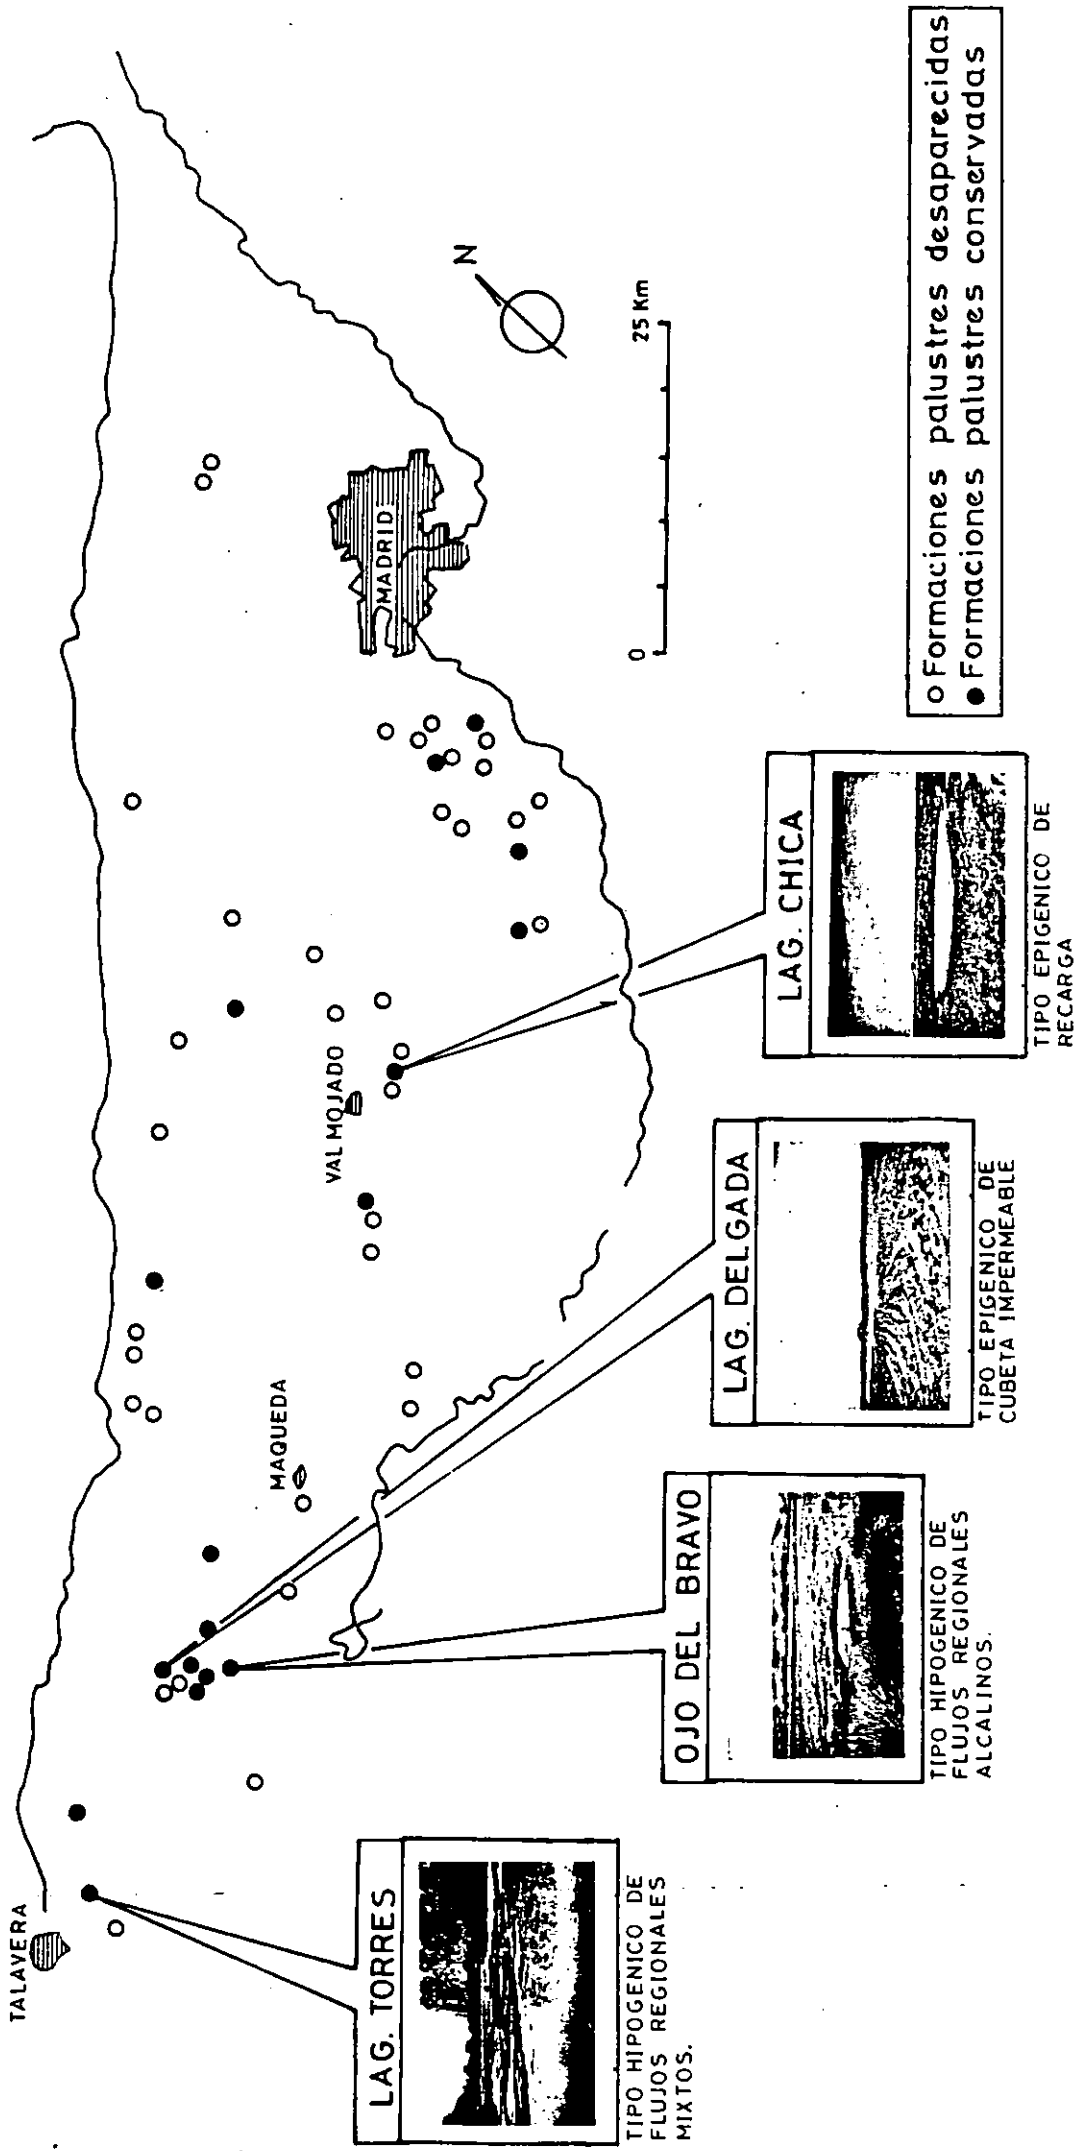 TALAVERA
MAQUEDA
VALMOJADO
MADRID
N
0
25 Km
LAG. TORRES
TIPO HIPOGENICO DE
FLUJOS REGIONALES
MIXTOS.
OJO DEL BRAVO
TIPO HIPOGENICO DE
FLUJOS REGIONALES
ALCALINOS.
LAG. DELGADA
TIPO EPIGENICO DE
CUBETA IMPERMEABLE
LAG. CHICA
TIPO EPIGENICO DE
RECARGA
Formaciones palustres desaparecidas
Formaciones palustres conservadas